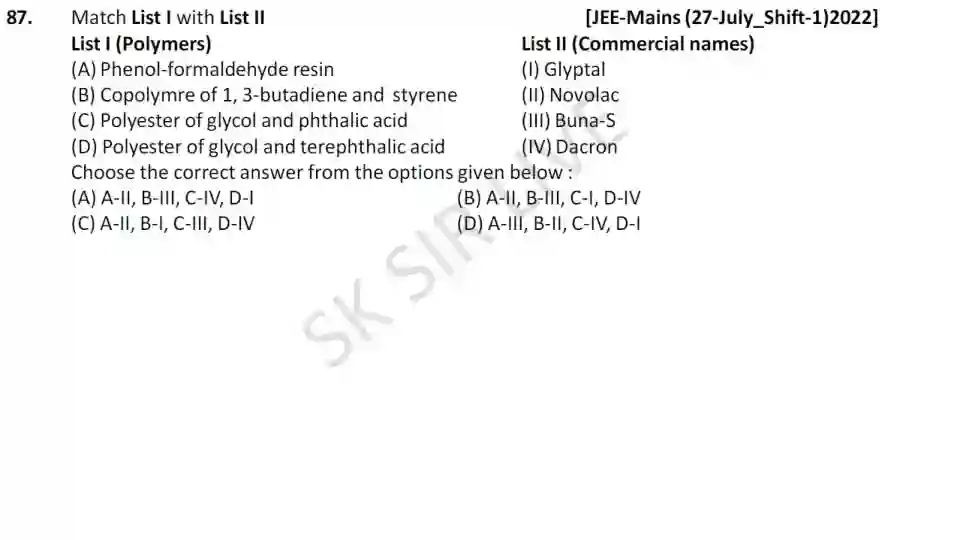 87. Match List I with List II [JEE-Mains (27-July_Shift-1)2022]
List I (Polymers) List II (Commercial names)
(A) Phenol-formaldehyde resin (I) Glyptal
(B) Copolymre of 1, 3-butadiene and styrene (II) Novolac
(C) Polyester of glycol and phthalic acid (III) Buna-S
(D) Polyester of glycol and terephthalic acid (IV) Dacron
Choose the correct answer from the options given below :
(A) A-II, B-III, C-IV, D-I (B) A-II, B-III, C-I, D-IV
(C) A-II, B-I, C-III, D-IV (D) A-III, B-II, C-IV, D-I
SK SIR LIVE